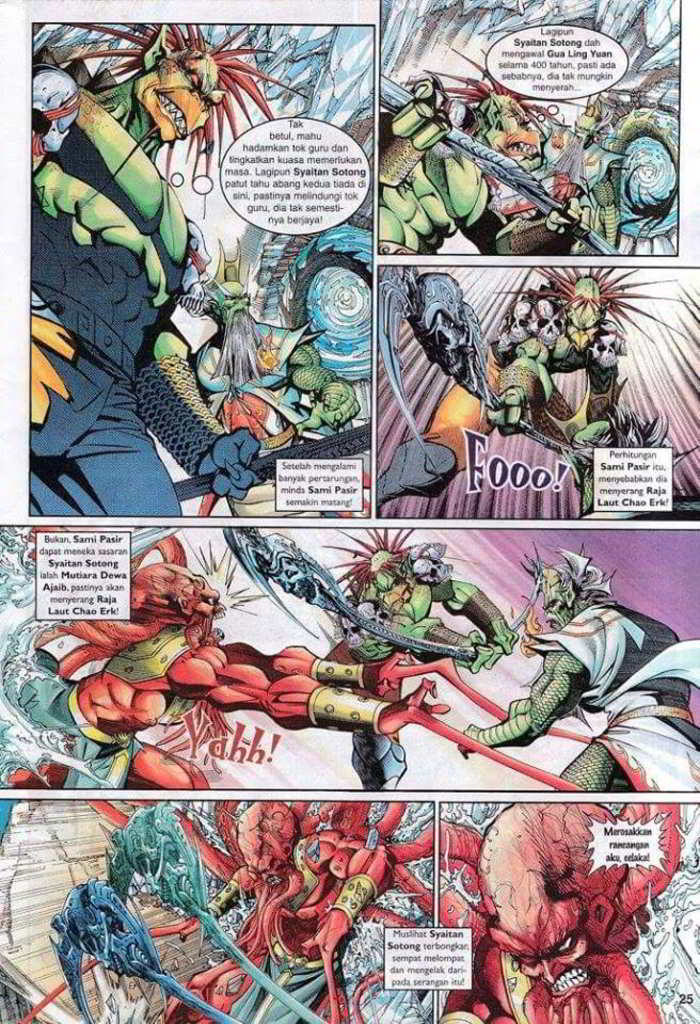 Tak
betul, mahu
hadamkan tok guru dan
tingkatkan kuasa memerlukan
masa. Lagipun Syaitan Sotong
patut tahu abang kedua tiada di
sini, pastinya melindungi tok
guru, dia tak semesti-
nya berjaya!
Setelah mengalami
banyak pertarungan,
minda Sami Pasir
semakin matang!
Lagipun
Syaitan Sotong dah
mengawal Gua Ling Yuan
selama 400 tahun, pasti ada
sebabnya, dia tak mungkin
menyerah...
Fooo!
Perhitungan
Sami Pasir itu,
menyebabkan dia
menyerang Raja
Laut Chao Erk!
Bukan, Sami Pasir
dapat meneka sasaran
Syaitan Sotong
ialah Mutiara Dewa
Ajaib, pastinya akan
menyerang Raja
Laut Chao Erk!
Yahh!
Muslihat Syaitan
Sotong terbongkar,
sempat melompat
dan mengelak dari-
pada serangan itu!
Merosakkan
rancangan
aku, celaka!
25